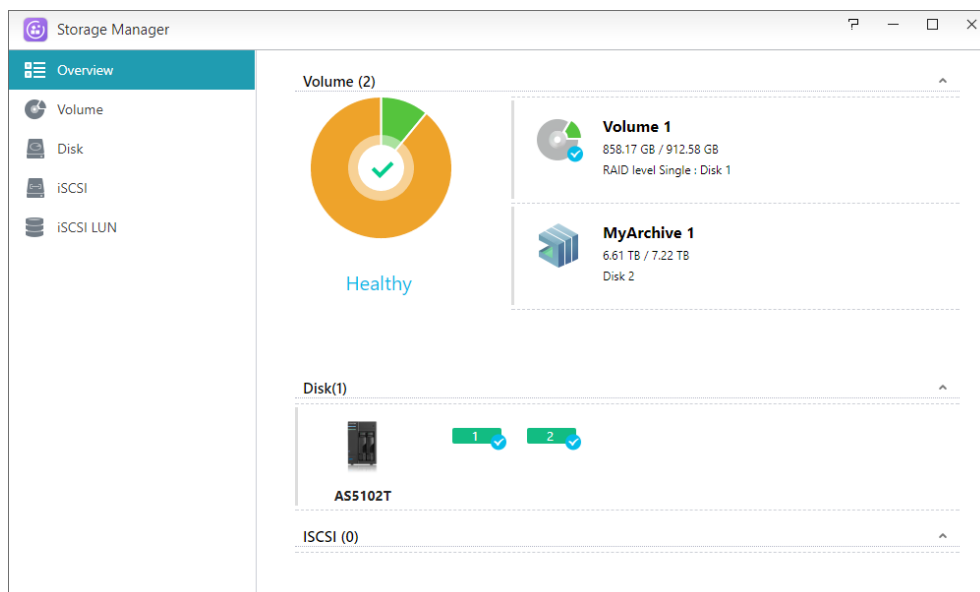 Storage Manager
Overview
Volume
Disk
iSCSI
iSCSI LUN
Volume (2)
Healthy
Volume 1
858.17 GB / 912.58 GB
RAID level Single : Disk 1
MyArchive 1
6.61 TB / 7.22 TB
Disk 2
Disk(1)
1
2
AS5102T
ISCSI (0)